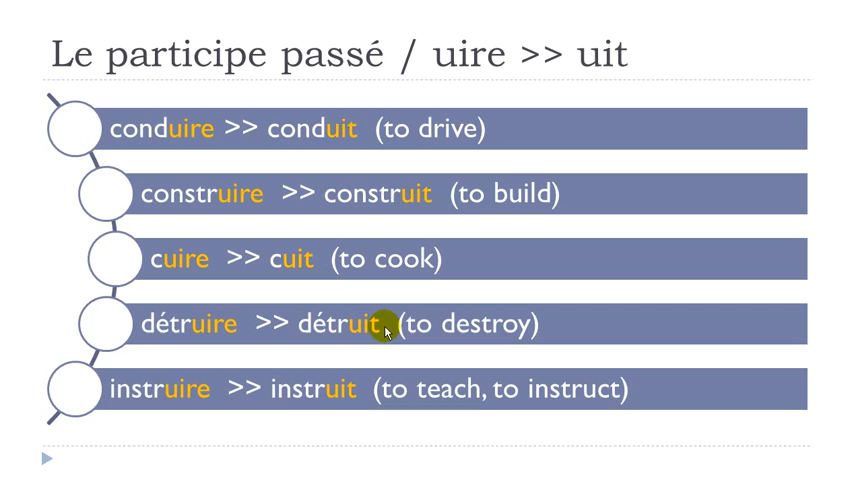 Le participe passé / uire >> uit
conduire >> conduit (to drive)
construire >> construit (to build)
cuire >> cuit (to cook)
détruire >> détruit (to destroy)
instruire >> instruit (to teach, to instruct)